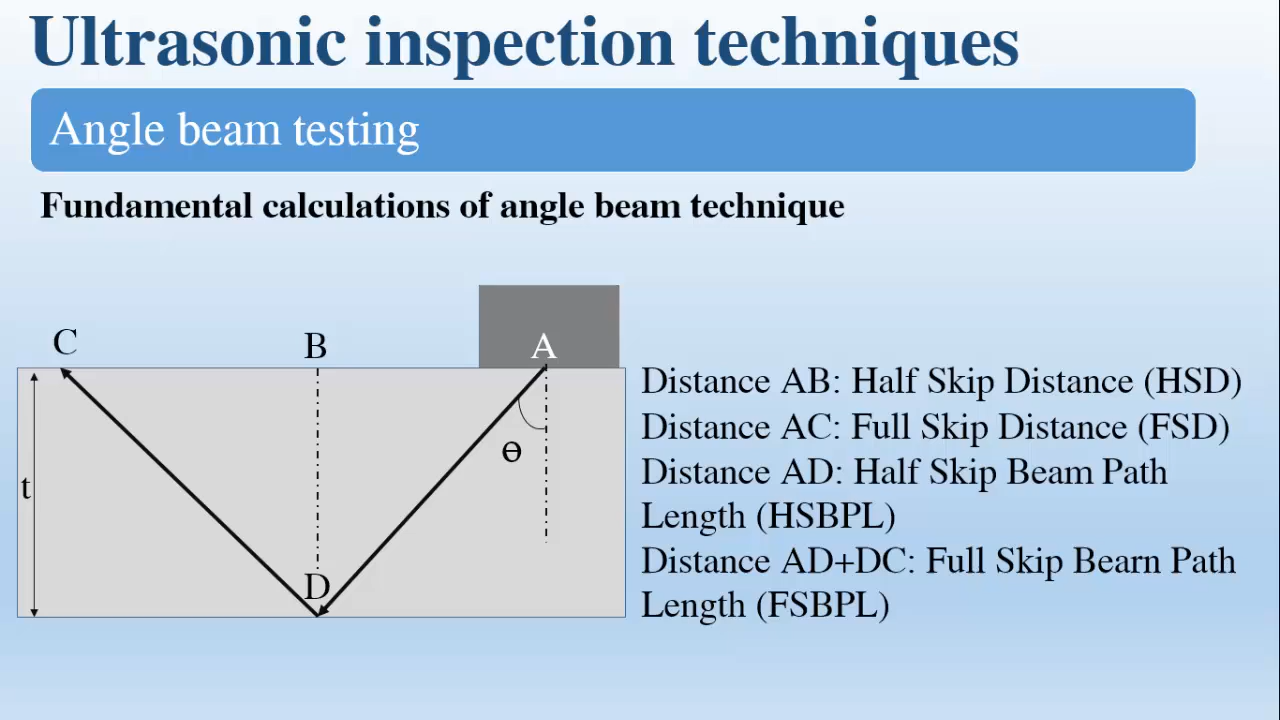 Ultrasonic inspection techniques
Angle beam testing
Fundamental calculations of angle beam technique
C
B
A
Distance AB: Half Skip Distance (HSD)
Distance AC: Full Skip Distance (FSD)
ɵ
Distance AD: Half Skip Beam Path
t
Length (HSBPL)
Distance AD+DC: Full Skip Bearn Path
D
Length (FSBPL)